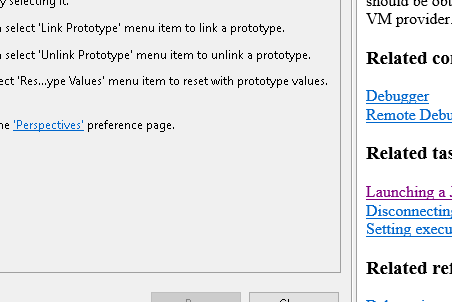 y selecting it.
n select 'Link Prototype' menu item to link a prototype.
n select 'Unlink Prototype' menu item to unlink a prototype.
ect 'Res...ype Values' menu item to reset with prototype values.
he 'Perspectives' preference page.
should be obt
VM provider.
Related co
Debugger
Remote Debu
Related tas
Launching a J
Disconnecting
Setting execu
Related ref